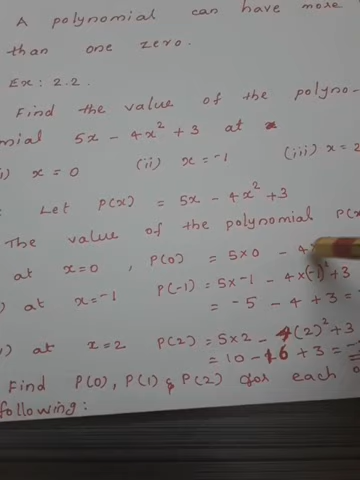 A polynomial can have more
than one zero.
Ex: 2.2.
Find the value of the polyno-
mial 5x - 4x² + 3 at
i) x = 0 (ii) x = -1 (iii) x = 2
: Let P(x) = 5x - 4x² + 3
The value of the polynomial P(x
at x=0, P(0) = 5×0 - 4
) at x=-1 P(-1) = 5×-1 - 4×(-1)² + 3
= -5 - 4 + 3 = -
) at x=2 P(2) = 5×2 - 4(2)² + 3
= 10 - 16 + 3 = -
Find P(0), P(1) & P(2) for each o
following: